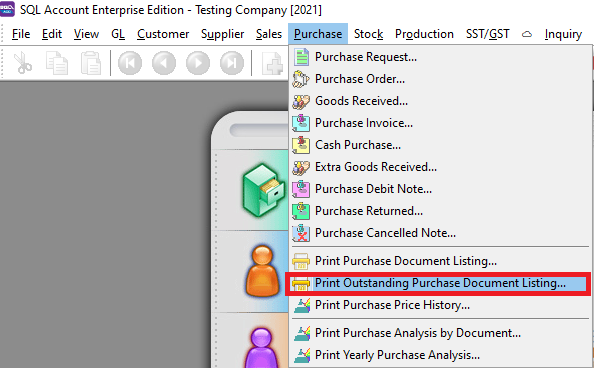 SQL Account Enterprise Edition - Testing Company [2021]
File Edit View GL Customer Supplier Sales Purchase Stock Production SST/GST Inquiry
Purchase Request...
Purchase Order...
Goods Received...
Purchase Invoice...
Cash Purchase...
Extra Goods Received...
Purchase Debit Note...
Purchase Returned...
Purchase Cancelled Note...
Print Purchase Document Listing...
Print Outstanding Purchase Document Listing...
Print Purchase Price History...
Print Purchase Analysis by Document...
Print Yearly Purchase Analysis...